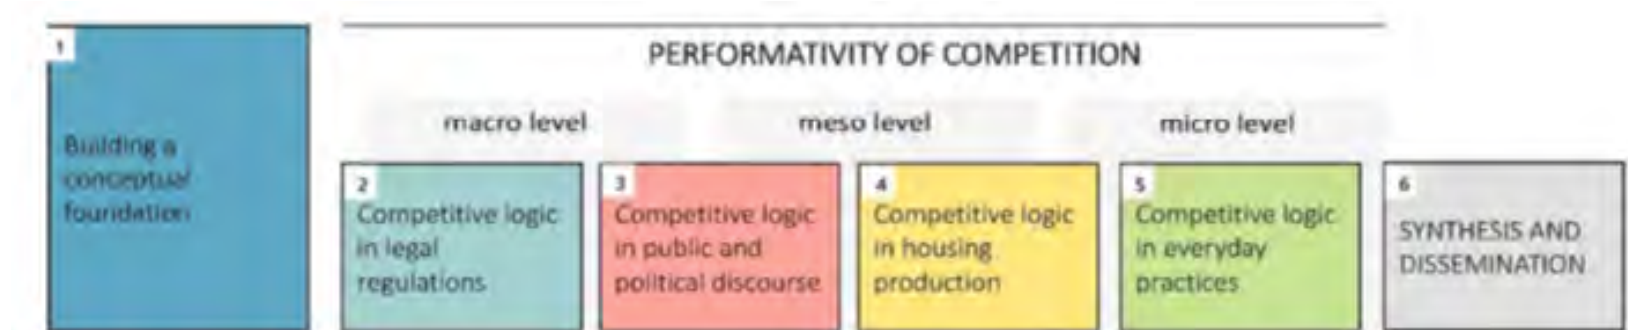 1
Building a
conceptual
foundation
PERFORMATIVITY OF COMPETITION
macro level
meso level
micro level
2
Competitive logic
in legal
regulations
3
Competitive logic
in public and
political discourse
4
Competitive logic
in housing
production
5
Competitive logic
in everyday
practices
6
SYNTHESIS AND
DISSEMINATION